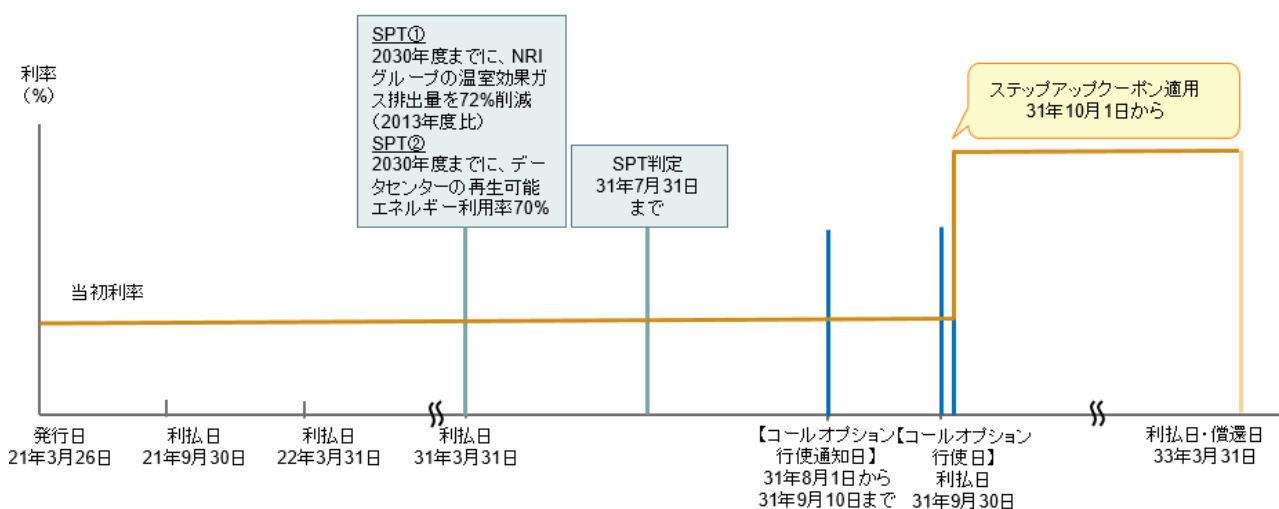 SPT①
2030年度までに、NRI
グループの温室効果ガ
ス排出量を72%削減
(2013年度比)
SPT②
2030年度までに、デー
タセンターの再生可能
エネルギー利用率70%
利率
(%)
ステップアップクーポン適用
31年10月1日から
SPT判定
31年7月31日
まで
当初利率
発行日
21年3月26日
利払日
21年9月30日
利払日
22年3月31日
利払日
31年3月31日
【コールオプション
行使通知日】
31年8月1日から
31年9月10日まで
【コールオプション
行使日】
利払日
31年9月30日
利払日・償還日
33年3月31日